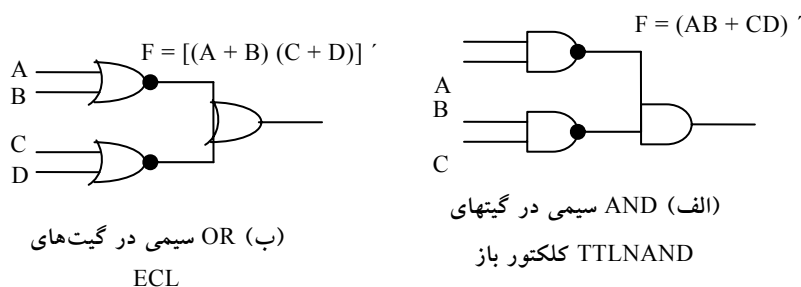 F = (AB + CD) ´
A
B
C
(الف) AND سیمی در گیتهای
TTLNAND کلکتور باز
F = [(A + B) (C + D)] ´
A
B
C
D
(ب) OR سیمی در گیت‌های
ECL